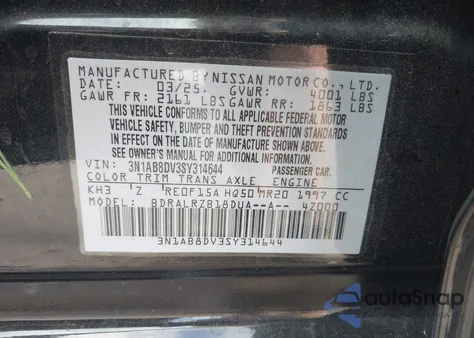 MANUFACTURED BY NISSAN MOTOR CO., LTD.
DATE: 03/25. GVWR: 4001 LBS
GAWR FR: 2161 LBS GAWR RR: 1863 LBS
THIS VEHICLE CONFORMS TO ALL APPLICABLE FEDERAL MOTOR
VEHICLE SAFETY, BUMPER AND THEFT PREVENTION STANDARDS
IN EFFECT ON THE DATE OF MANUFACTURE SHOWN ABOVE.
SEE OWNER'S MANUAL FOR ADDITIONAL INFORMATION.
VIN: 3N1AB8DV3SY314644 PASSENGER CAR.
COLOR TRIM TRANS AXLE ENGINE
KH3 Z RE0F15A HQ50 MR20 1997 CC
MODEL: BDRALRZB18DUA--A-- 4Z000
3N1AB8DV3SY314644
autoSnap